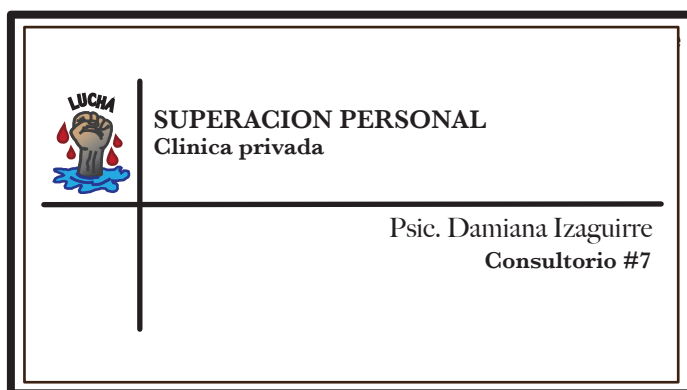 LUCHA
SUPERACION PERSONAL
Clinica privada
Psic. Damiana Izaguirre
Consultorio #7